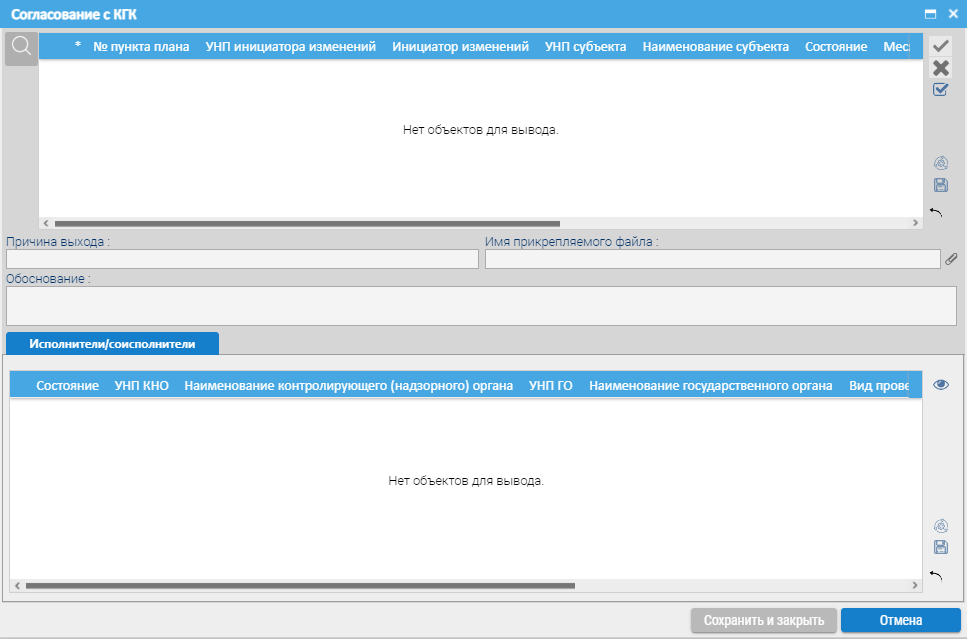 Согласование с КГК
* № пункта плана УНП инициатора изменений Инициатор изменений УНП субъекта Наименование субъекта Состояние Мес
Нет объектов для вывода.
Причина выхода : Имя прикрепляемого файла :
Обоснование :
Исполнители/соисполнители
Состояние УНП КНО Наименование контролирующего (надзорного) органа УНП ГО Наименование государственного органа Вид прове
Нет объектов для вывода.
Сохранить и закрыть Отмена